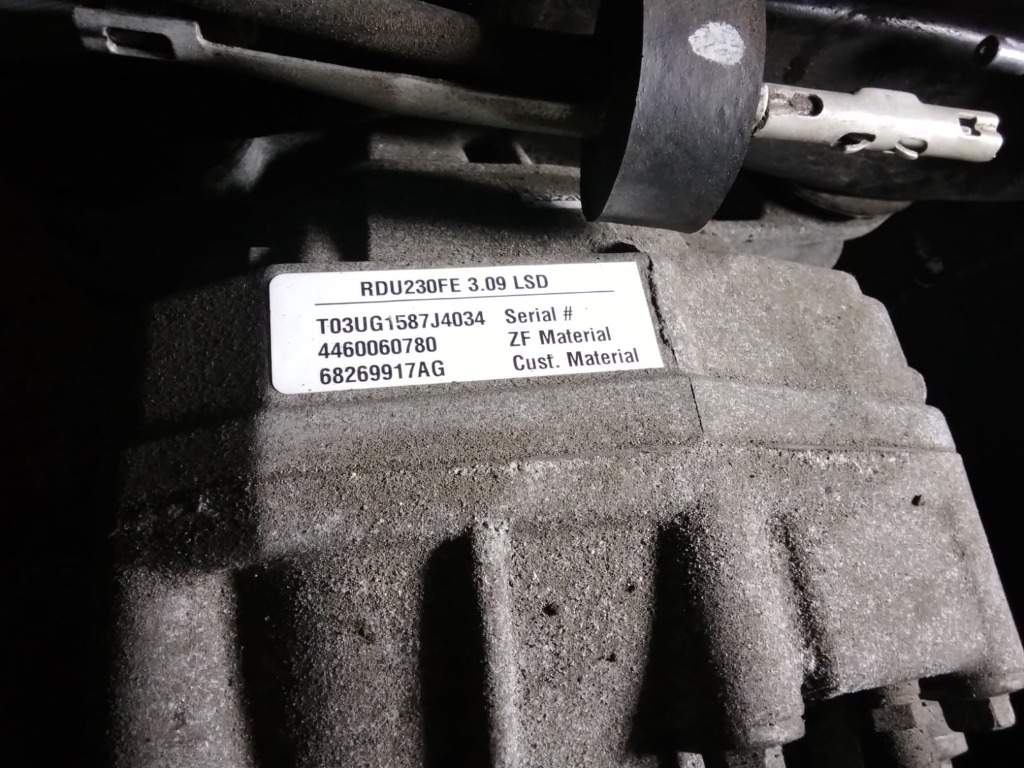 RDU230FE 3.09 LSD
T03UG1587J4034 Serial #
4460060780 ZF Material
68269917AG Cust. Material